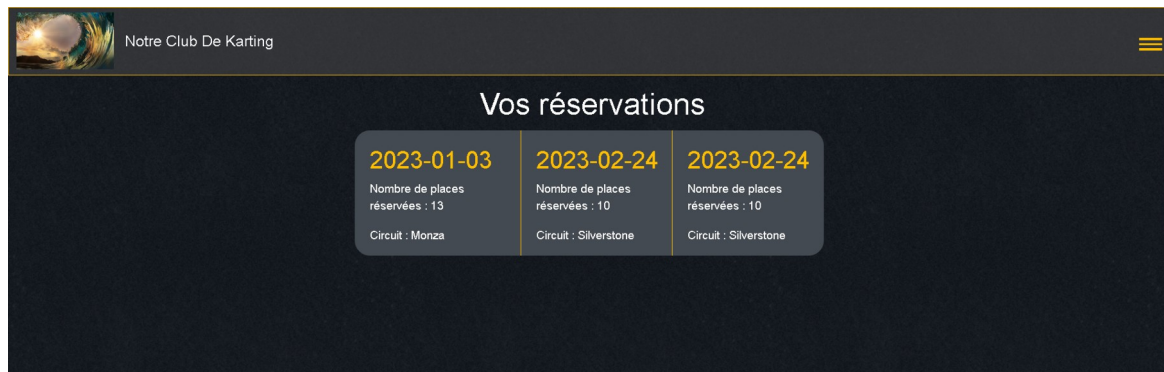 Notre Club De Karting
Vos réservations
2023-01-03
Nombre de places
réservées : 13
Circuit : Monza
2023-02-24
Nombre de places
réservées : 10
Circuit : Silverstone
2023-02-24
Nombre de places
réservées : 10
Circuit : Silverstone